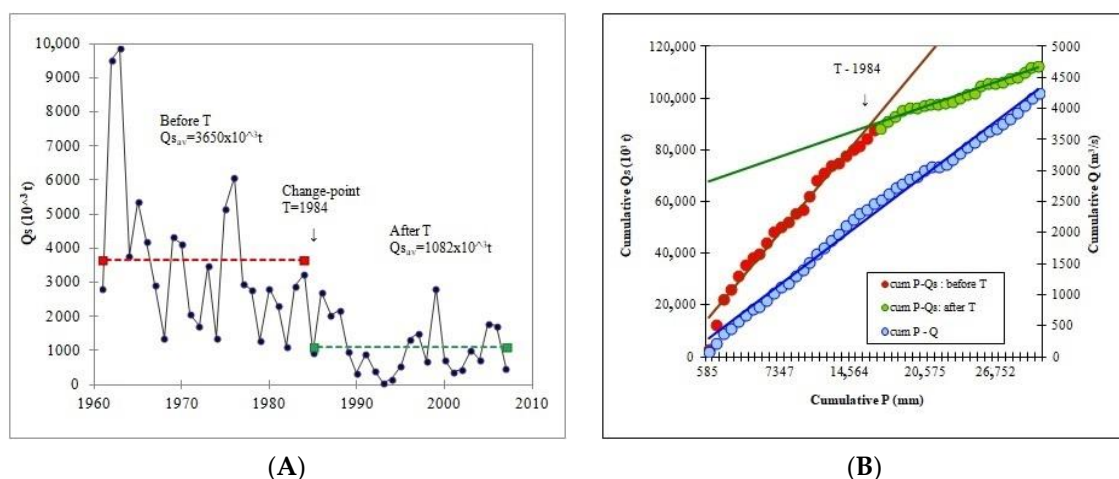 10,000
9000
8000
7000
6000
5000
4000
3000
2000
1000
0
Qs (10^3 t)
1960
1970
1980
1990
2000
2010
Before T
Qsav=3650x10^3t
Change-point
T=1984
↓
After T
Qsav=1082x10^3t
(A)
120,000
100,000
80,000
60,000
40,000
20,000
0
Cumulative Qs (10³ t)
T - 1984
↓
cum P-Qs : before T
cum P-Qs: after T
cum P - Q
5000
4500
4000
3500
3000
2500
2000
1500
1000
500
0
Cumulative Q (m³/s)
585
7347
14,564
20,575
26,752
Cumulative P (mm)
(B)